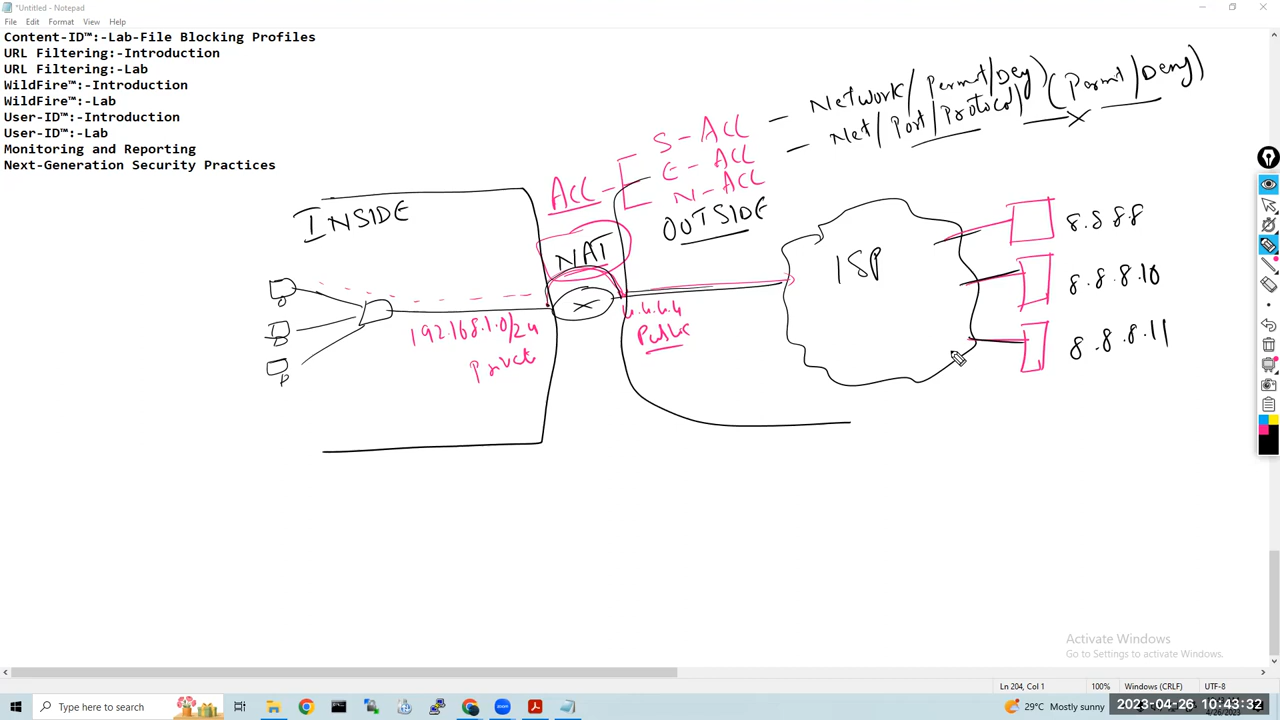 *Untitled - Notepad
File Edit Format View Help
Content-ID™:-Lab-File Blocking Profiles
URL Filtering:-Introduction
URL Filtering:-Lab
WildFire™:-Introduction
WildFire™:-Lab
User-ID™:-Introduction
User-ID™:-Lab
Monitoring and Reporting
Next-Generation Security Practices
Network/Permit/Deny)
Net/Port/Protocol) (Permit/Deny)
S-ACL
ACL - E-ACL
N-ACL
INSIDE
OUTSIDE
NAT
ISP
8.8.8.8
8.8.8.10
8.8.8.11
192.168.1.0/24
Private
4.4.4.4
Public
Activate Windows
Go to Settings to activate Windows.
Ln 204, Col 1 100% Windows (CRLF) UTF-8
Type here to search
29°C Mostly sunny
2023-04-26 10:43:32